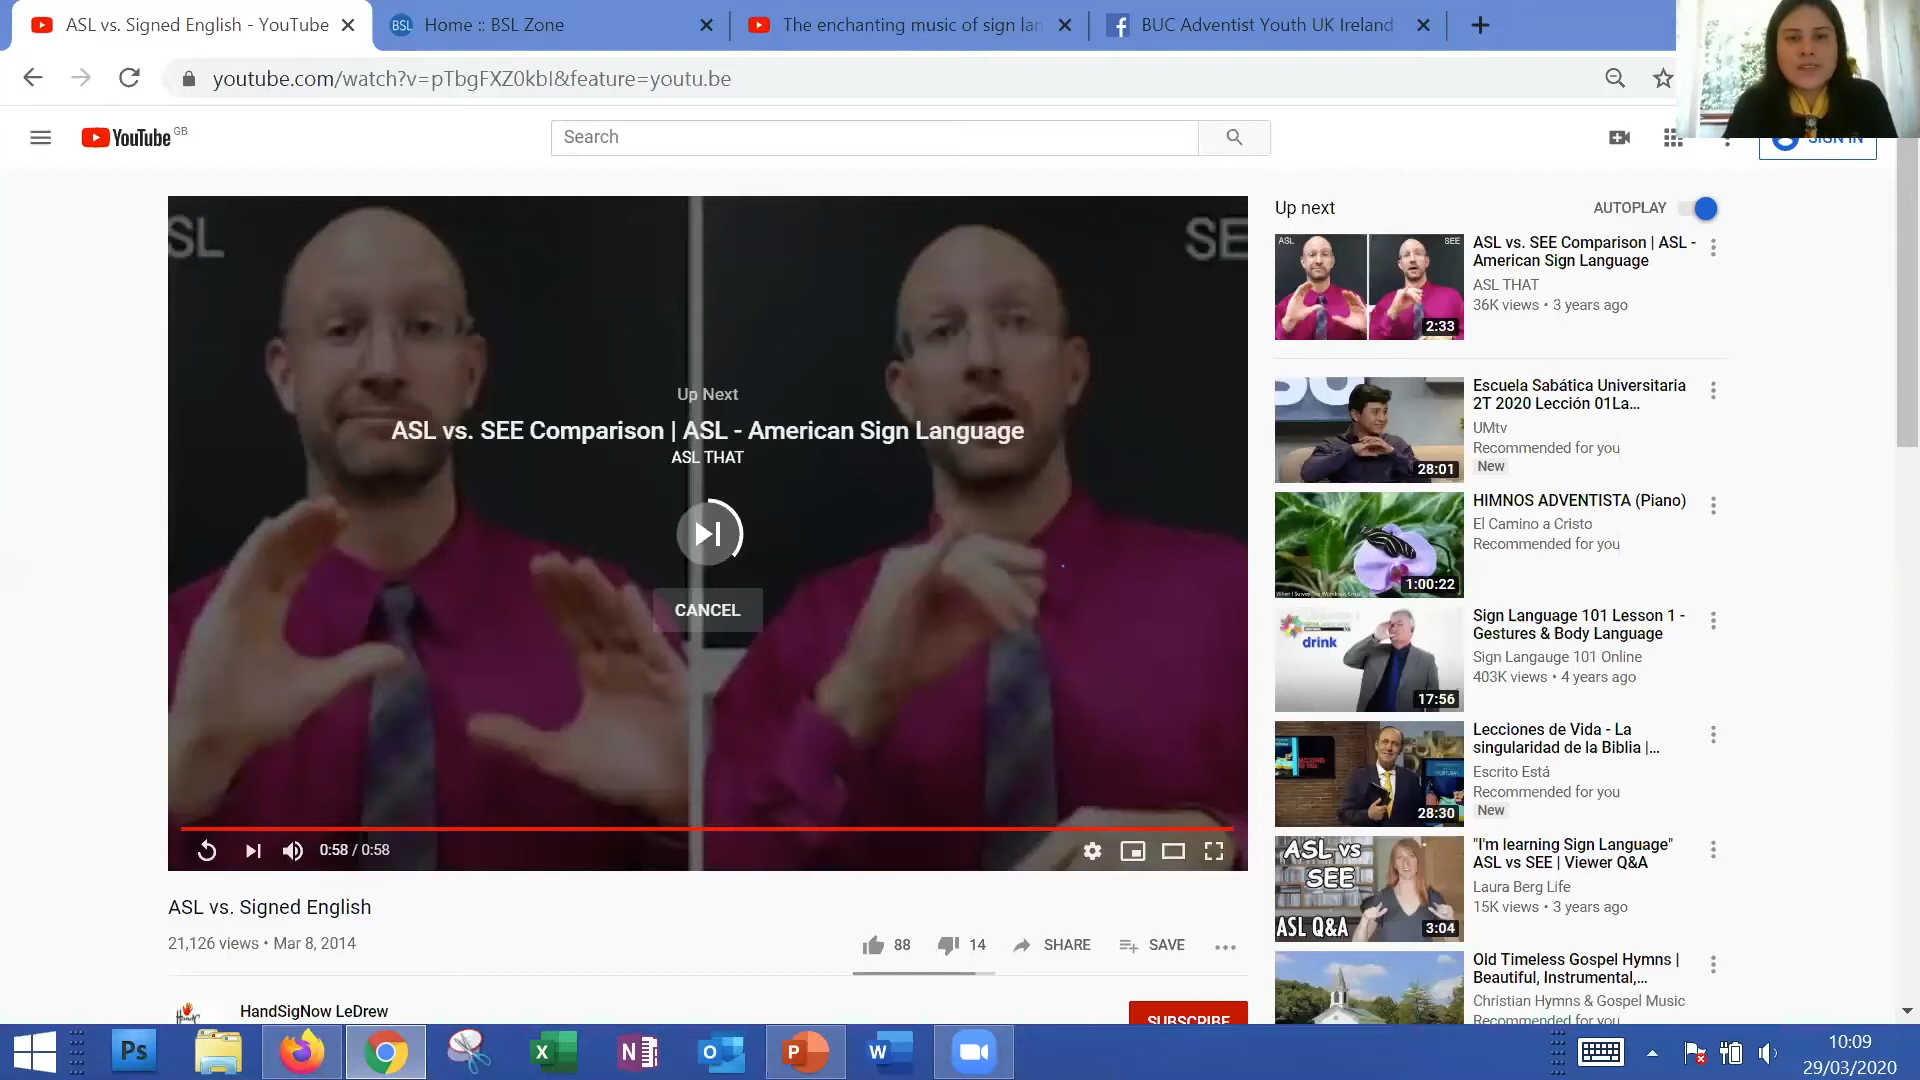 ASL vs. Signed English - YouTube
BSL
Home :: BSL Zone
The enchanting music of sign lan
BUC Adventist Youth UK Ireland
youtube.com/watch?v=pTbgFXZ0kbI&feature=youtu.be
YouTube GB
Search
SIGN IN
SL
SE
Up Next
ASL vs. SEE Comparison | ASL - American Sign Language
ASL THAT
CANCEL
0:58 / 0:58
ASL vs. Signed English
21,126 views • Mar 8, 2014
88
14
SHARE
SAVE
HandSigNow LeDrew
SUBSCRIBE
Up next
AUTOPLAY
ASL
SEE
2:33
ASL vs. SEE Comparison | ASL -
American Sign Language
ASL THAT
36K views • 3 years ago
28:01
Escuela Sabática Universitaria
2T 2020 Lección 01La...
UMtv
Recommended for you
New
1:00:22
HIMNOS ADVENTISTA (Piano)
El Camino a Cristo
Recommended for you
drink
17:56
Sign Language 101 Lesson 1 -
Gestures & Body Language
Sign Langauge 101 Online
403K views • 4 years ago
28:30
Lecciones de Vida - La
singularidad de la Biblia |...
Escrito Está
Recommended for you
New
ASL vs
SEE
ASL Q&A
3:04
"I'm learning Sign Language"
ASL vs SEE | Viewer Q&A
Laura Berg Life
15K views • 3 years ago
Old Timeless Gospel Hymns |
Beautiful, Instrumental,...
Christian Hymns & Gospel Music
Recommended for you
Ps
X
N
O
P
W
10:09
29/03/2020